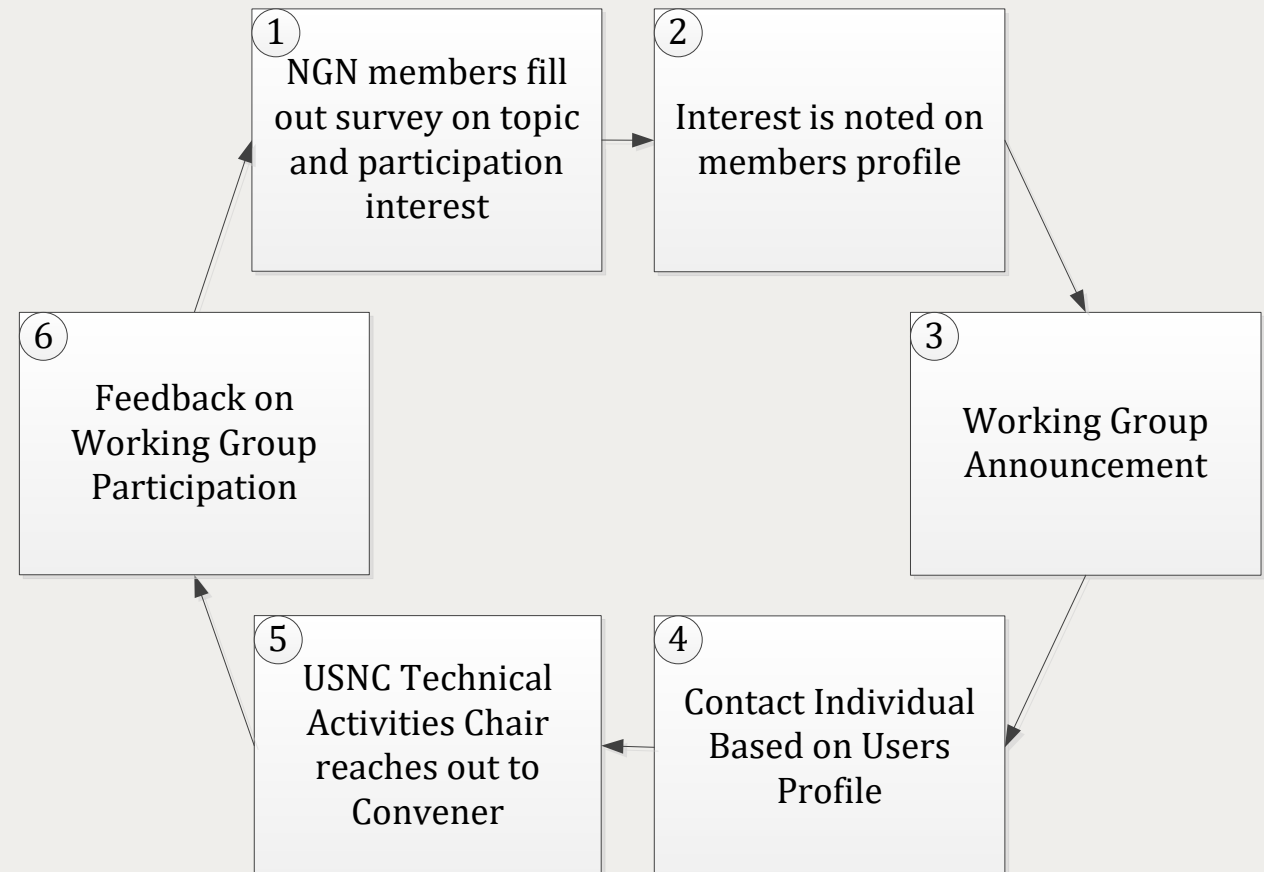 1
NGN members fill
out survey on topic
and participation
interest
2
Interest is noted on
members profile
3
Working Group
Announcement
4
Contact Individual
Based on Users
Profile
5
USNC Technical
Activities Chair
reaches out to
Convener
6
Feedback on
Working Group
Participation